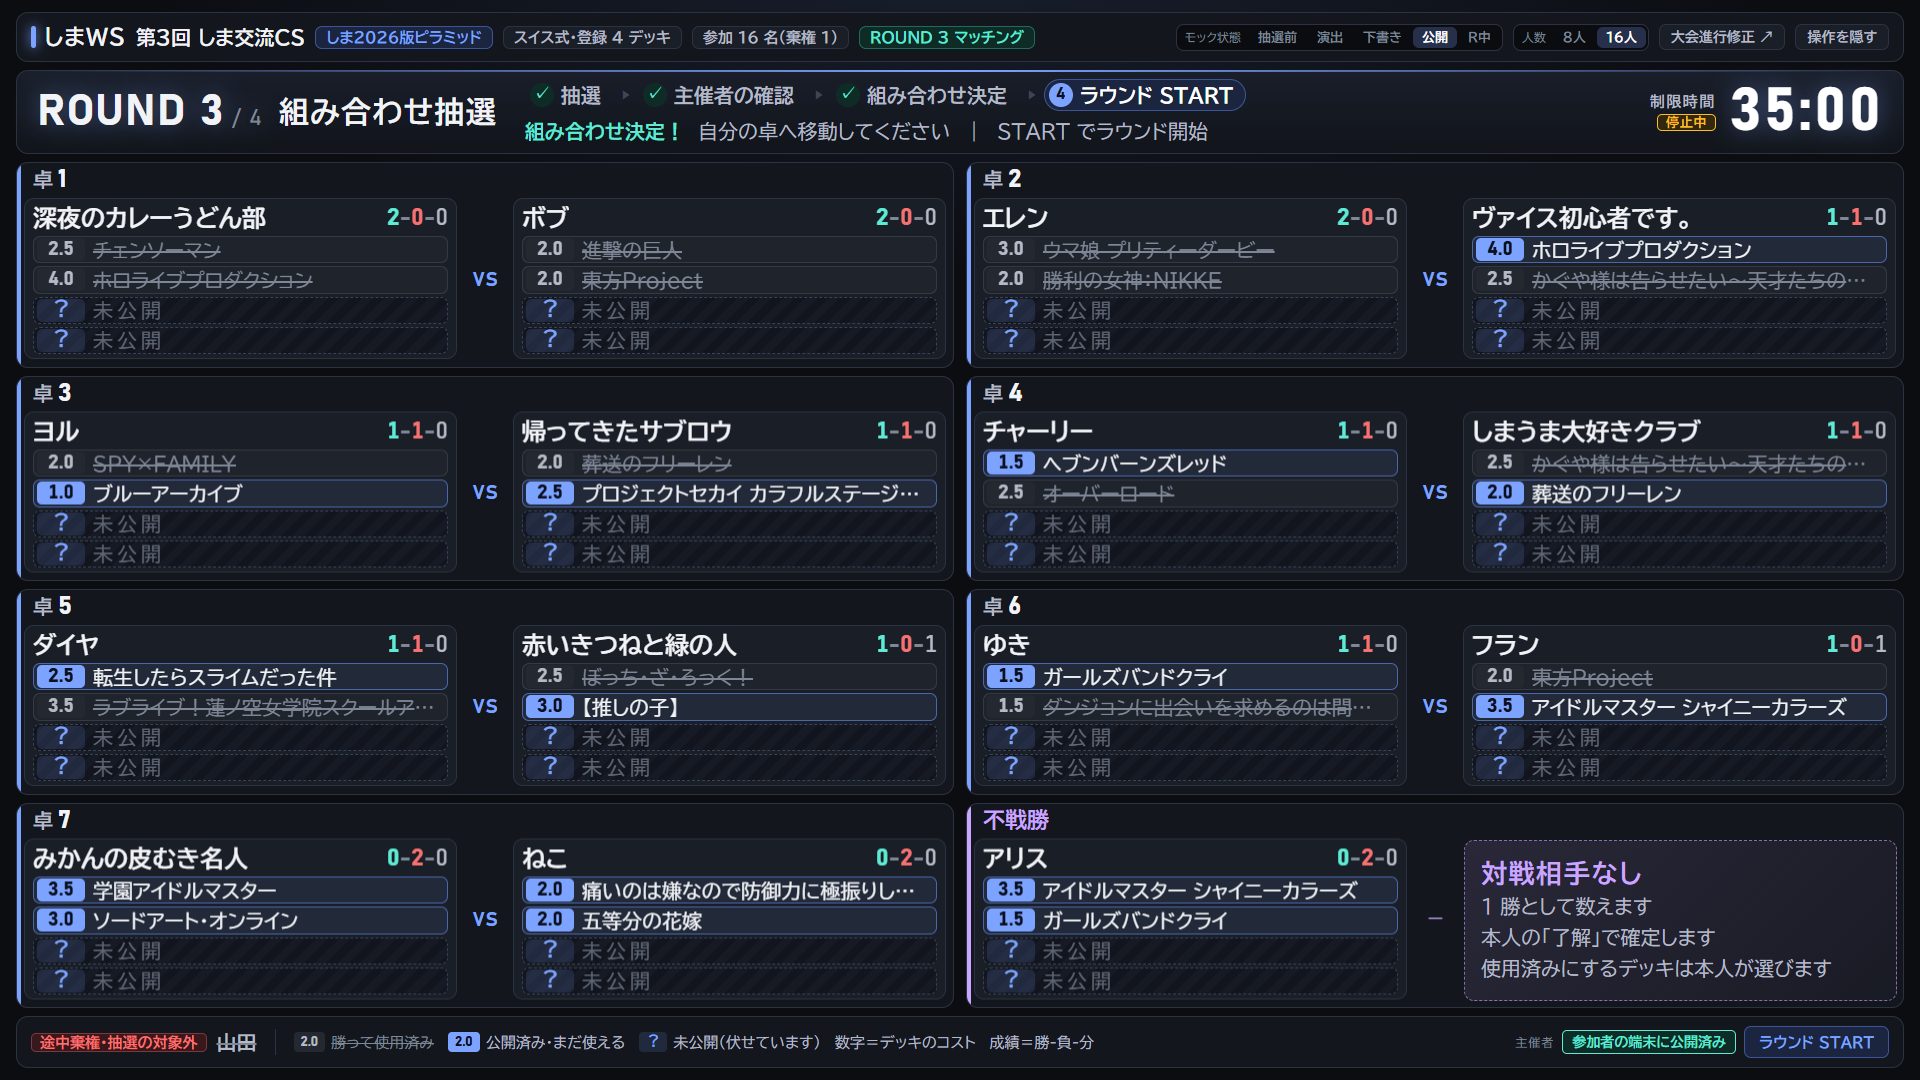 しまWS 第3回 しま交流CS しま2026版ピラミッド スイス式・登録 4 デッキ 参加 16 名(棄権 1) ROUND 3 マッチング モック状態 抽選前 演出 下書き 公開 R中 人数 8人 16人 大会進行修正 ↗ 操作を隠す
ROUND 3 / 4 組み合わせ抽選
✓ 抽選 ▸ ✓ 主催者の確認 ▸ ✓ 組み合わせ決定 ▸ 4 ラウンド START
組み合わせ決定！ 自分の卓へ移動してください ｜ START でラウンド開始
制限時間
停止中
35:00
卓 1
深夜のカレーうどん部 2-0-0
2.5 チェンソーマン
4.0 ホロライブプロダクション
? 未公開
? 未公開
VS
ボブ 2-0-0
2.0 進撃の巨人
2.0 東方Project
? 未公開
? 未公開
卓 2
エレン 2-0-0
3.0 ウマ娘 プリティーダービー
2.0 勝利の女神：NIKKE
? 未公開
? 未公開
VS
ヴァイス初心者です。 1-1-0
4.0 ホロライブプロダクション
2.5 かぐや様は告らせたい～天才たちの…
? 未公開
? 未公開
卓 3
ヨル 1-1-0
2.0 SPY×FAMILY
1.0 ブルーアーカイブ
? 未公開
? 未公開
VS
帰ってきたサブロウ 1-1-0
2.0 葬送のフリーレン
2.5 プロジェクトセカイ カラフルステージ…
? 未公開
? 未公開
卓 4
チャーリー 1-1-0
1.5 ヘブンバーンズレッド
2.5 オーバーロード
? 未公開
? 未公開
VS
しまうま大好きクラブ 1-1-0
2.5 かぐや様は告らせたい～天才たちの…
2.0 葬送のフリーレン
? 未公開
? 未公開
卓 5
ダイヤ 1-1-0
2.5 転生したらスライムだった件
3.5 ラブライブ！蓮ノ空女学院スクールア…
? 未公開
? 未公開
VS
赤いきつねと緑の人 1-0-1
2.5 ぼっち・ざ・ろっく！
3.0 【推しの子】
? 未公開
? 未公開
卓 6
ゆき 1-1-0
1.5 ガールズバンドクライ
1.5 ダンジョンに出会いを求めるのは間…
? 未公開
? 未公開
VS
フラン 1-0-1
2.0 東方Project
3.5 アイドルマスター シャイニーカラーズ
? 未公開
? 未公開
卓 7
みかんの皮むき名人 0-2-0
3.5 学園アイドルマスター
3.0 ソードアート・オンライン
? 未公開
? 未公開
VS
ねこ 0-2-0
2.0 痛いのは嫌なので防御力に極振りし…
2.0 五等分の花嫁
? 未公開
? 未公開
不戦勝
アリス 0-2-0
3.5 アイドルマスター シャイニーカラーズ
1.5 ガールズバンドクライ
? 未公開
? 未公開
—
対戦相手なし
1 勝として数えます
本人の「了解」で確定します
使用済みにするデッキは本人が選びます
途中棄権・抽選の対象外 山田 2.0 勝って使用済み 2.0 公開済み・まだ使える ? 未公開(伏せています) 数字＝デッキのコスト 成績＝勝-負-分 主催者 参加者の端末に公開済み ラウンド START